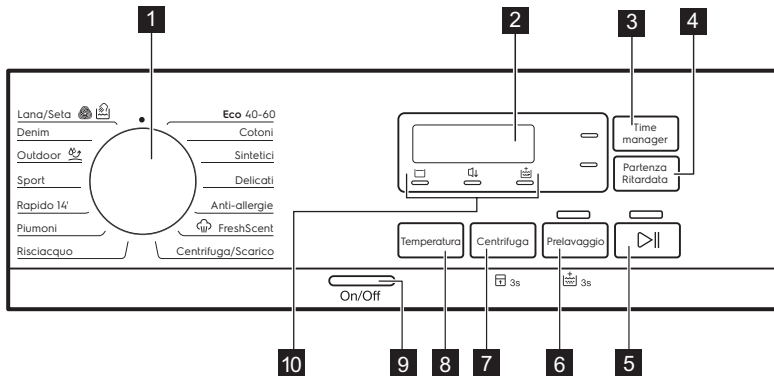 1
2
3
4
Lana/Seta
Denim
Outdoor
Sport
Rapido 14'
Piumoni
Risciacquo
Eco 40-60
Cotoni
Sintetici
Delicati
Anti-allergie
FreshScent
Centrifuga/Scarico
Time
manager
Partenza
Ritardata
Temperatura
Centrifuga
Prelavaggio
3s
3s
On/Off
10
9
8
7
6
5